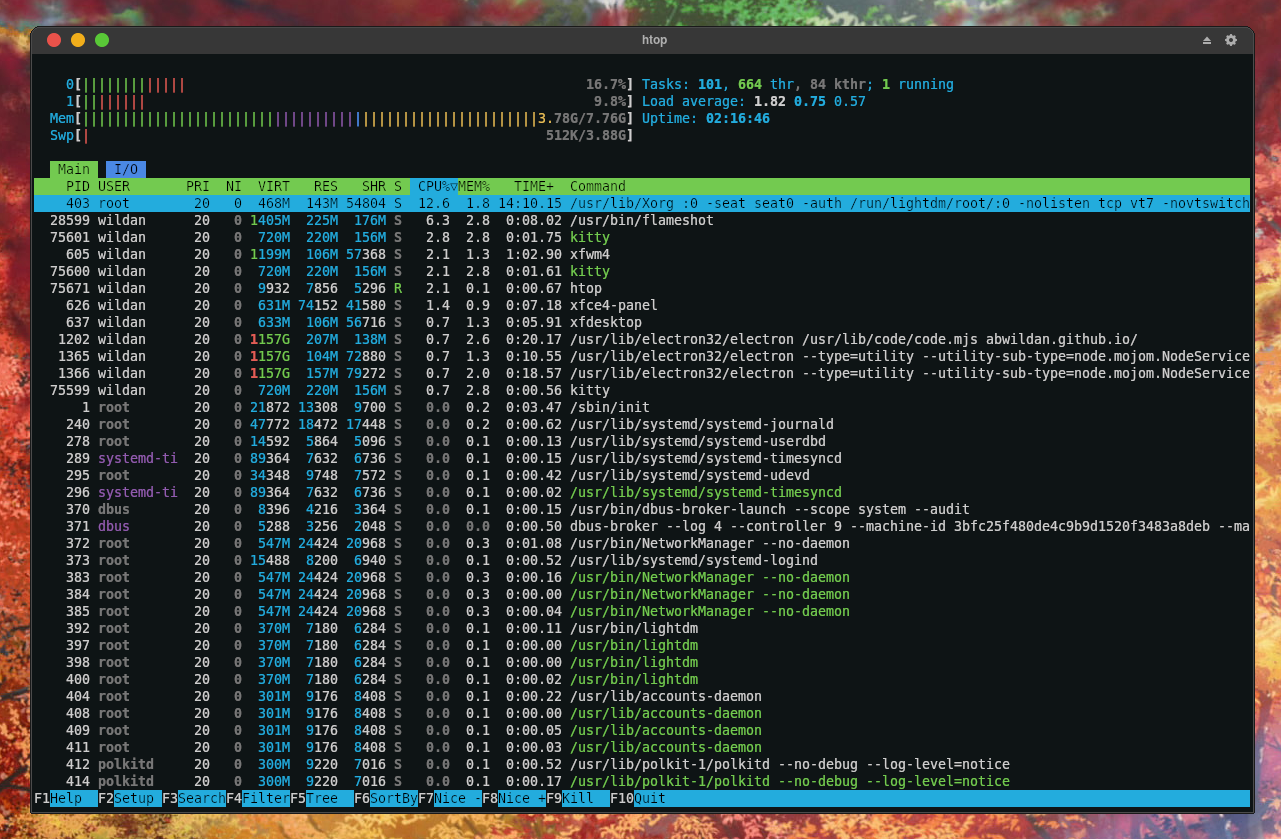 htop
0[|||||||||||||                                                  16.7%] Tasks: 101, 664 thr, 84 kthr; 1 running
1[||||||||                                                        9.8%] Load average: 1.82 0.75 0.57
Mem[||||||||||||||||||||||||||||||||||||||||||||||||||||||||||3.78G/7.76G] Uptime: 02:16:46
Swp[|                                                       512K/3.88G]
Main I/O
PID USER PRI NI VIRT RES SHR S CPU%▽MEM% TIME+ Command
403 root 20 0 468M 143M 54804 S 12.6 1.8 14:10.15 /usr/lib/Xorg :0 -seat seat0 -auth /run/lightdm/root/:0 -nolisten tcp vt7 -novtswitch
28599 wildan 20 0 1405M 225M 176M S 6.3 2.8 0:08.02 /usr/bin/flameshot
75601 wildan 20 0 720M 220M 156M S 2.8 2.8 0:01.75 kitty
605 wildan 20 0 1199M 106M 57368 S 2.1 1.3 1:02.90 xfwm4
75600 wildan 20 0 720M 220M 156M S 2.1 2.8 0:01.61 kitty
75671 wildan 20 0 9932 7856 5296 R 2.1 0.1 0:00.67 htop
626 wildan 20 0 631M 74152 41580 S 1.4 0.9 0:07.18 xfce4-panel
637 wildan 20 0 633M 106M 56716 S 0.7 1.3 0:05.91 xfdesktop
1202 wildan 20 0 1157G 207M 138M S 0.7 2.6 0:20.17 /usr/lib/electron32/electron /usr/lib/code/code.mjs abwildan.github.io/
1365 wildan 20 0 1157G 104M 72880 S 0.7 1.3 0:10.55 /usr/lib/electron32/electron --type=utility --utility-sub-type=node.mojom.NodeService
1366 wildan 20 0 1157G 157M 79272 S 0.7 2.0 0:18.57 /usr/lib/electron32/electron --type=utility --utility-sub-type=node.mojom.NodeService
75599 wildan 20 0 720M 220M 156M S 0.7 2.8 0:00.56 kitty
1 root 20 0 21872 13308 9700 S 0.0 0.2 0:03.47 /sbin/init
240 root 20 0 47772 18472 17448 S 0.0 0.2 0:00.62 /usr/lib/systemd/systemd-journald
278 root 20 0 14592 5864 5096 S 0.0 0.1 0:00.13 /usr/lib/systemd/systemd-userdbd
289 systemd-ti 20 0 89364 7632 6736 S 0.0 0.1 0:00.15 /usr/lib/systemd/systemd-timesyncd
295 root 20 0 34348 9748 7572 S 0.0 0.1 0:00.42 /usr/lib/systemd/systemd-udevd
296 systemd-ti 20 0 89364 7632 6736 S 0.0 0.1 0:00.02 /usr/lib/systemd/systemd-timesyncd
370 dbus 20 0 8396 4216 3364 S 0.0 0.1 0:00.15 /usr/bin/dbus-broker-launch --scope system --audit
371 dbus 20 0 5288 3256 2048 S 0.0 0.0 0:00.50 dbus-broker --log 4 --controller 9 --machine-id 3bfc25f480de4c9b9d1520f3483a8deb --ma
372 root 20 0 547M 24424 20968 S 0.0 0.3 0:01.08 /usr/bin/NetworkManager --no-daemon
373 root 20 0 15488 8200 6940 S 0.0 0.1 0:00.52 /usr/lib/systemd/systemd-logind
383 root 20 0 547M 24424 20968 S 0.0 0.3 0:00.16 /usr/bin/NetworkManager --no-daemon
384 root 20 0 547M 24424 20968 S 0.0 0.3 0:00.00 /usr/bin/NetworkManager --no-daemon
385 root 20 0 547M 24424 20968 S 0.0 0.3 0:00.04 /usr/bin/NetworkManager --no-daemon
392 root 20 0 370M 7180 6284 S 0.0 0.1 0:00.11 /usr/bin/lightdm
397 root 20 0 370M 7180 6284 S 0.0 0.1 0:00.00 /usr/bin/lightdm
398 root 20 0 370M 7180 6284 S 0.0 0.1 0:00.00 /usr/bin/lightdm
400 root 20 0 370M 7180 6284 S 0.0 0.1 0:00.02 /usr/bin/lightdm
404 root 20 0 301M 9176 8408 S 0.0 0.1 0:00.22 /usr/lib/accounts-daemon
408 root 20 0 301M 9176 8408 S 0.0 0.1 0:00.00 /usr/lib/accounts-daemon
409 root 20 0 301M 9176 8408 S 0.0 0.1 0:00.05 /usr/lib/accounts-daemon
411 root 20 0 301M 9176 8408 S 0.0 0.1 0:00.03 /usr/lib/accounts-daemon
412 polkitd 20 0 300M 9220 7016 S 0.0 0.1 0:00.52 /usr/lib/polkit-1/polkitd --no-debug --log-level=notice
414 polkitd 20 0 300M 9220 7016 S 0.0 0.1 0:00.17 /usr/lib/polkit-1/polkitd --no-debug --log-level=notice
F1Help F2Setup F3SearchF4FilterF5Tree F6SortByF7Nice -F8Nice +F9Kill F10Quit